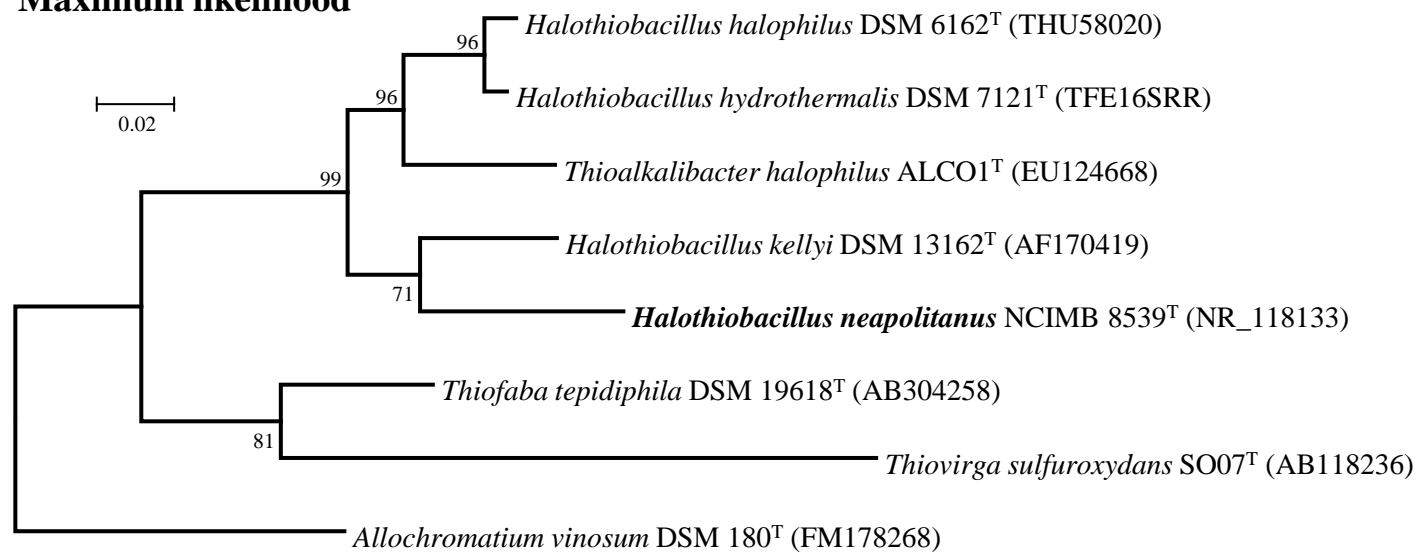 Maximum likelihood
Halothiobacillus halophilus DSM 6162ᵀ (THU58020)
96
Halothiobacillus hydrothermalis DSM 7121ᵀ (TFE16SRR)
96
0.02
Thioalkalibacter halophilus ALCO1ᵀ (EU124668)
99
Halothiobacillus kellyi DSM 13162ᵀ (AF170419)
71
Halothiobacillus neapolitanus NCIMB 8539ᵀ (NR_118133)
Thiofaba tepidiphila DSM 19618ᵀ (AB304258)
81
Thiovirga sulfuroxydans SO07ᵀ (AB118236)
Allochromatium vinosum DSM 180ᵀ (FM178268)